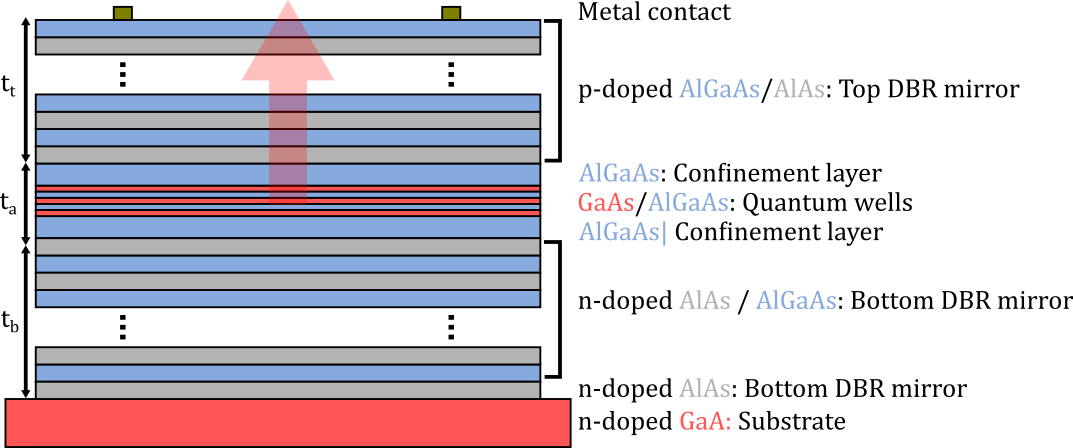 Metal contact
t_t
p-doped AlGaAs/AlAs: Top DBR mirror
AlGaAs: Confinement layer
t_a
GaAs/AlGaAs: Quantum wells
AlGaAs| Confinement layer
n-doped AlAs / AlGaAs: Bottom DBR mirror
t_b
n-doped AlAs: Bottom DBR mirror
n-doped GaA: Substrate